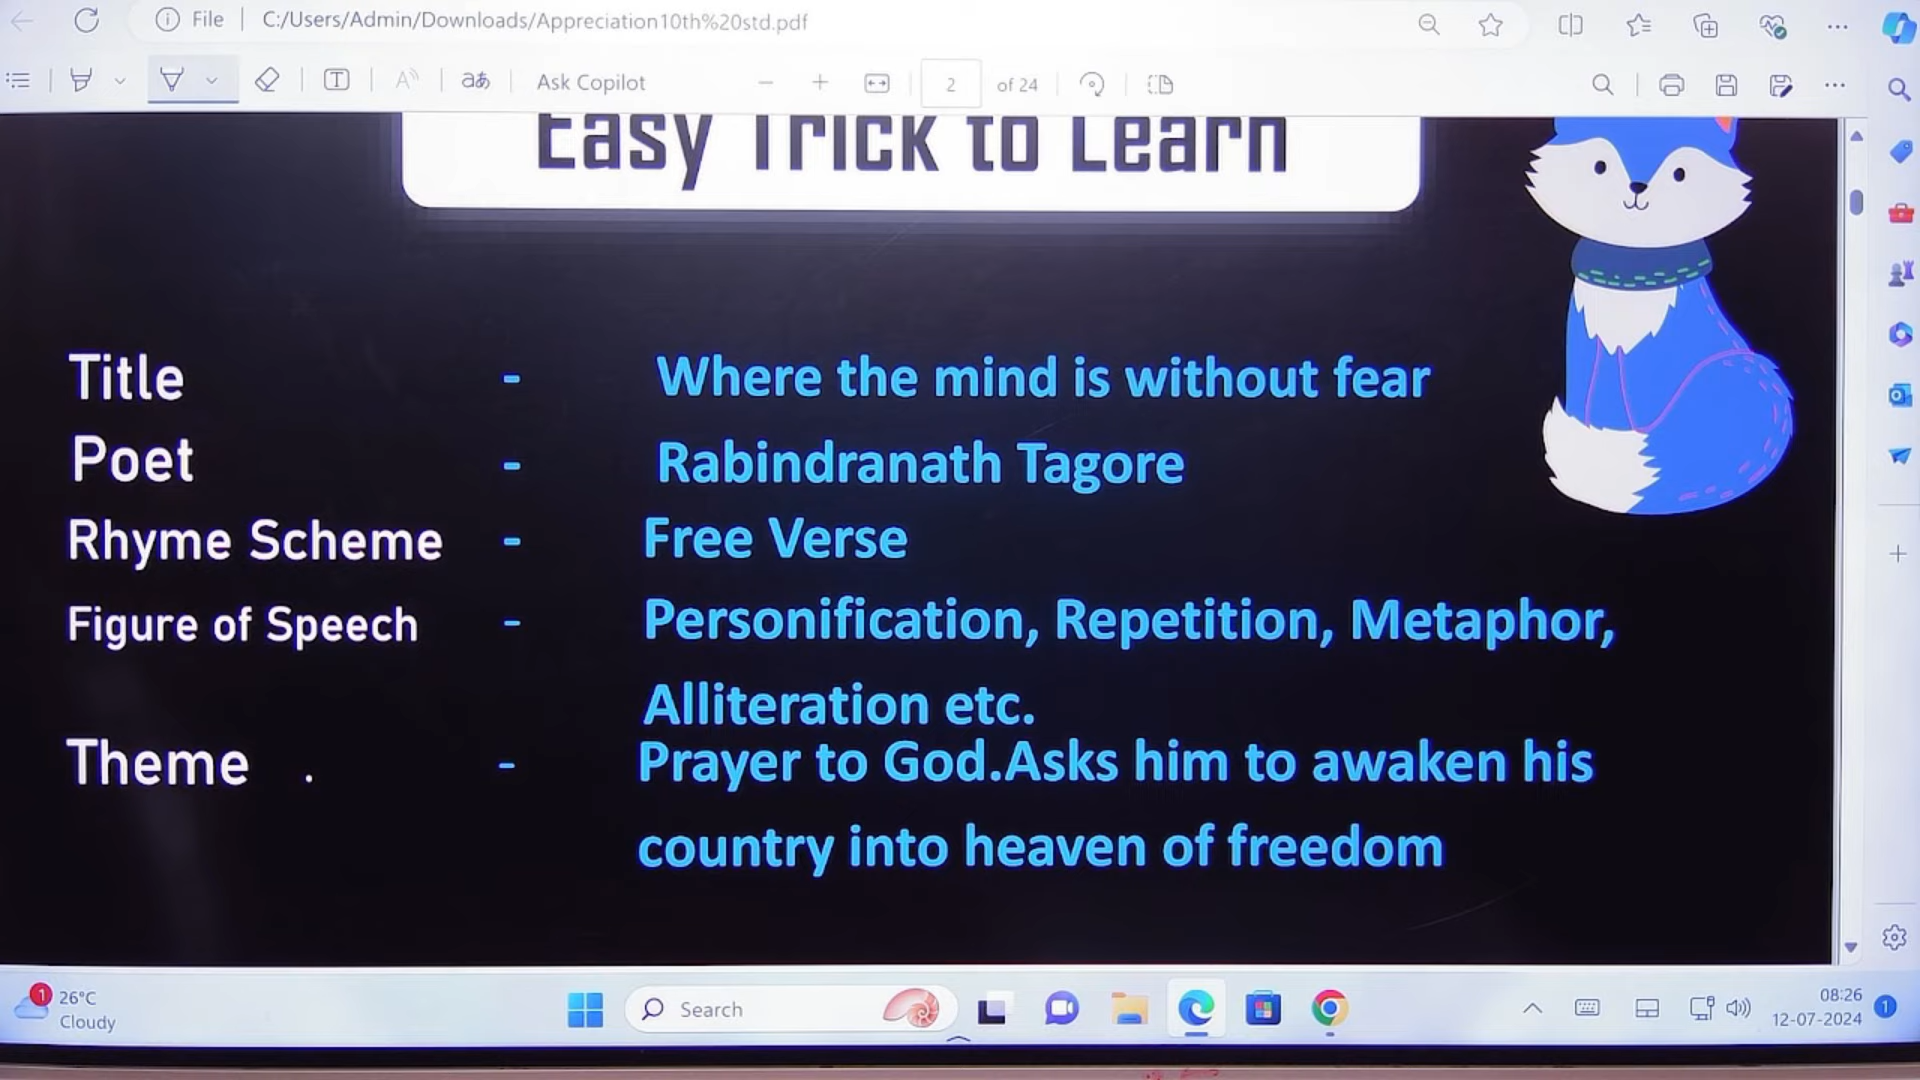 File | C:/Users/Admin/Downloads/Appreciation10th%20std.pdf
Ask Copilot 2 of 24
Easy Trick to Learn
Title - Where the mind is without fear
Poet - Rabindranath Tagore
Rhyme Scheme - Free Verse
Figure of Speech - Personification, Repetition, Metaphor,
Alliteration etc.
Theme . - Prayer to God.Asks him to awaken his
country into heaven of freedom
1 26°C
Cloudy
Search
08:26
12-07-2024
1